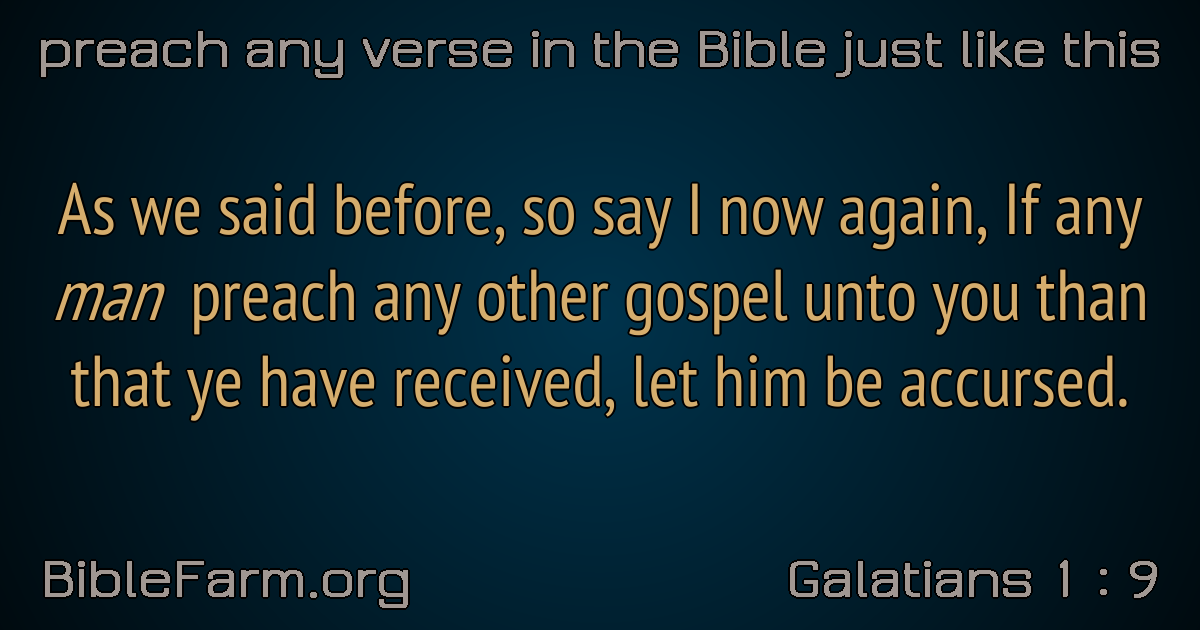 preach any verse in the Bible just like this
As we said before, so say I now again, If any
man preach any other gospel unto you than
that ye have received, let him be accursed.
BibleFarm.org
Galatians 1 : 9